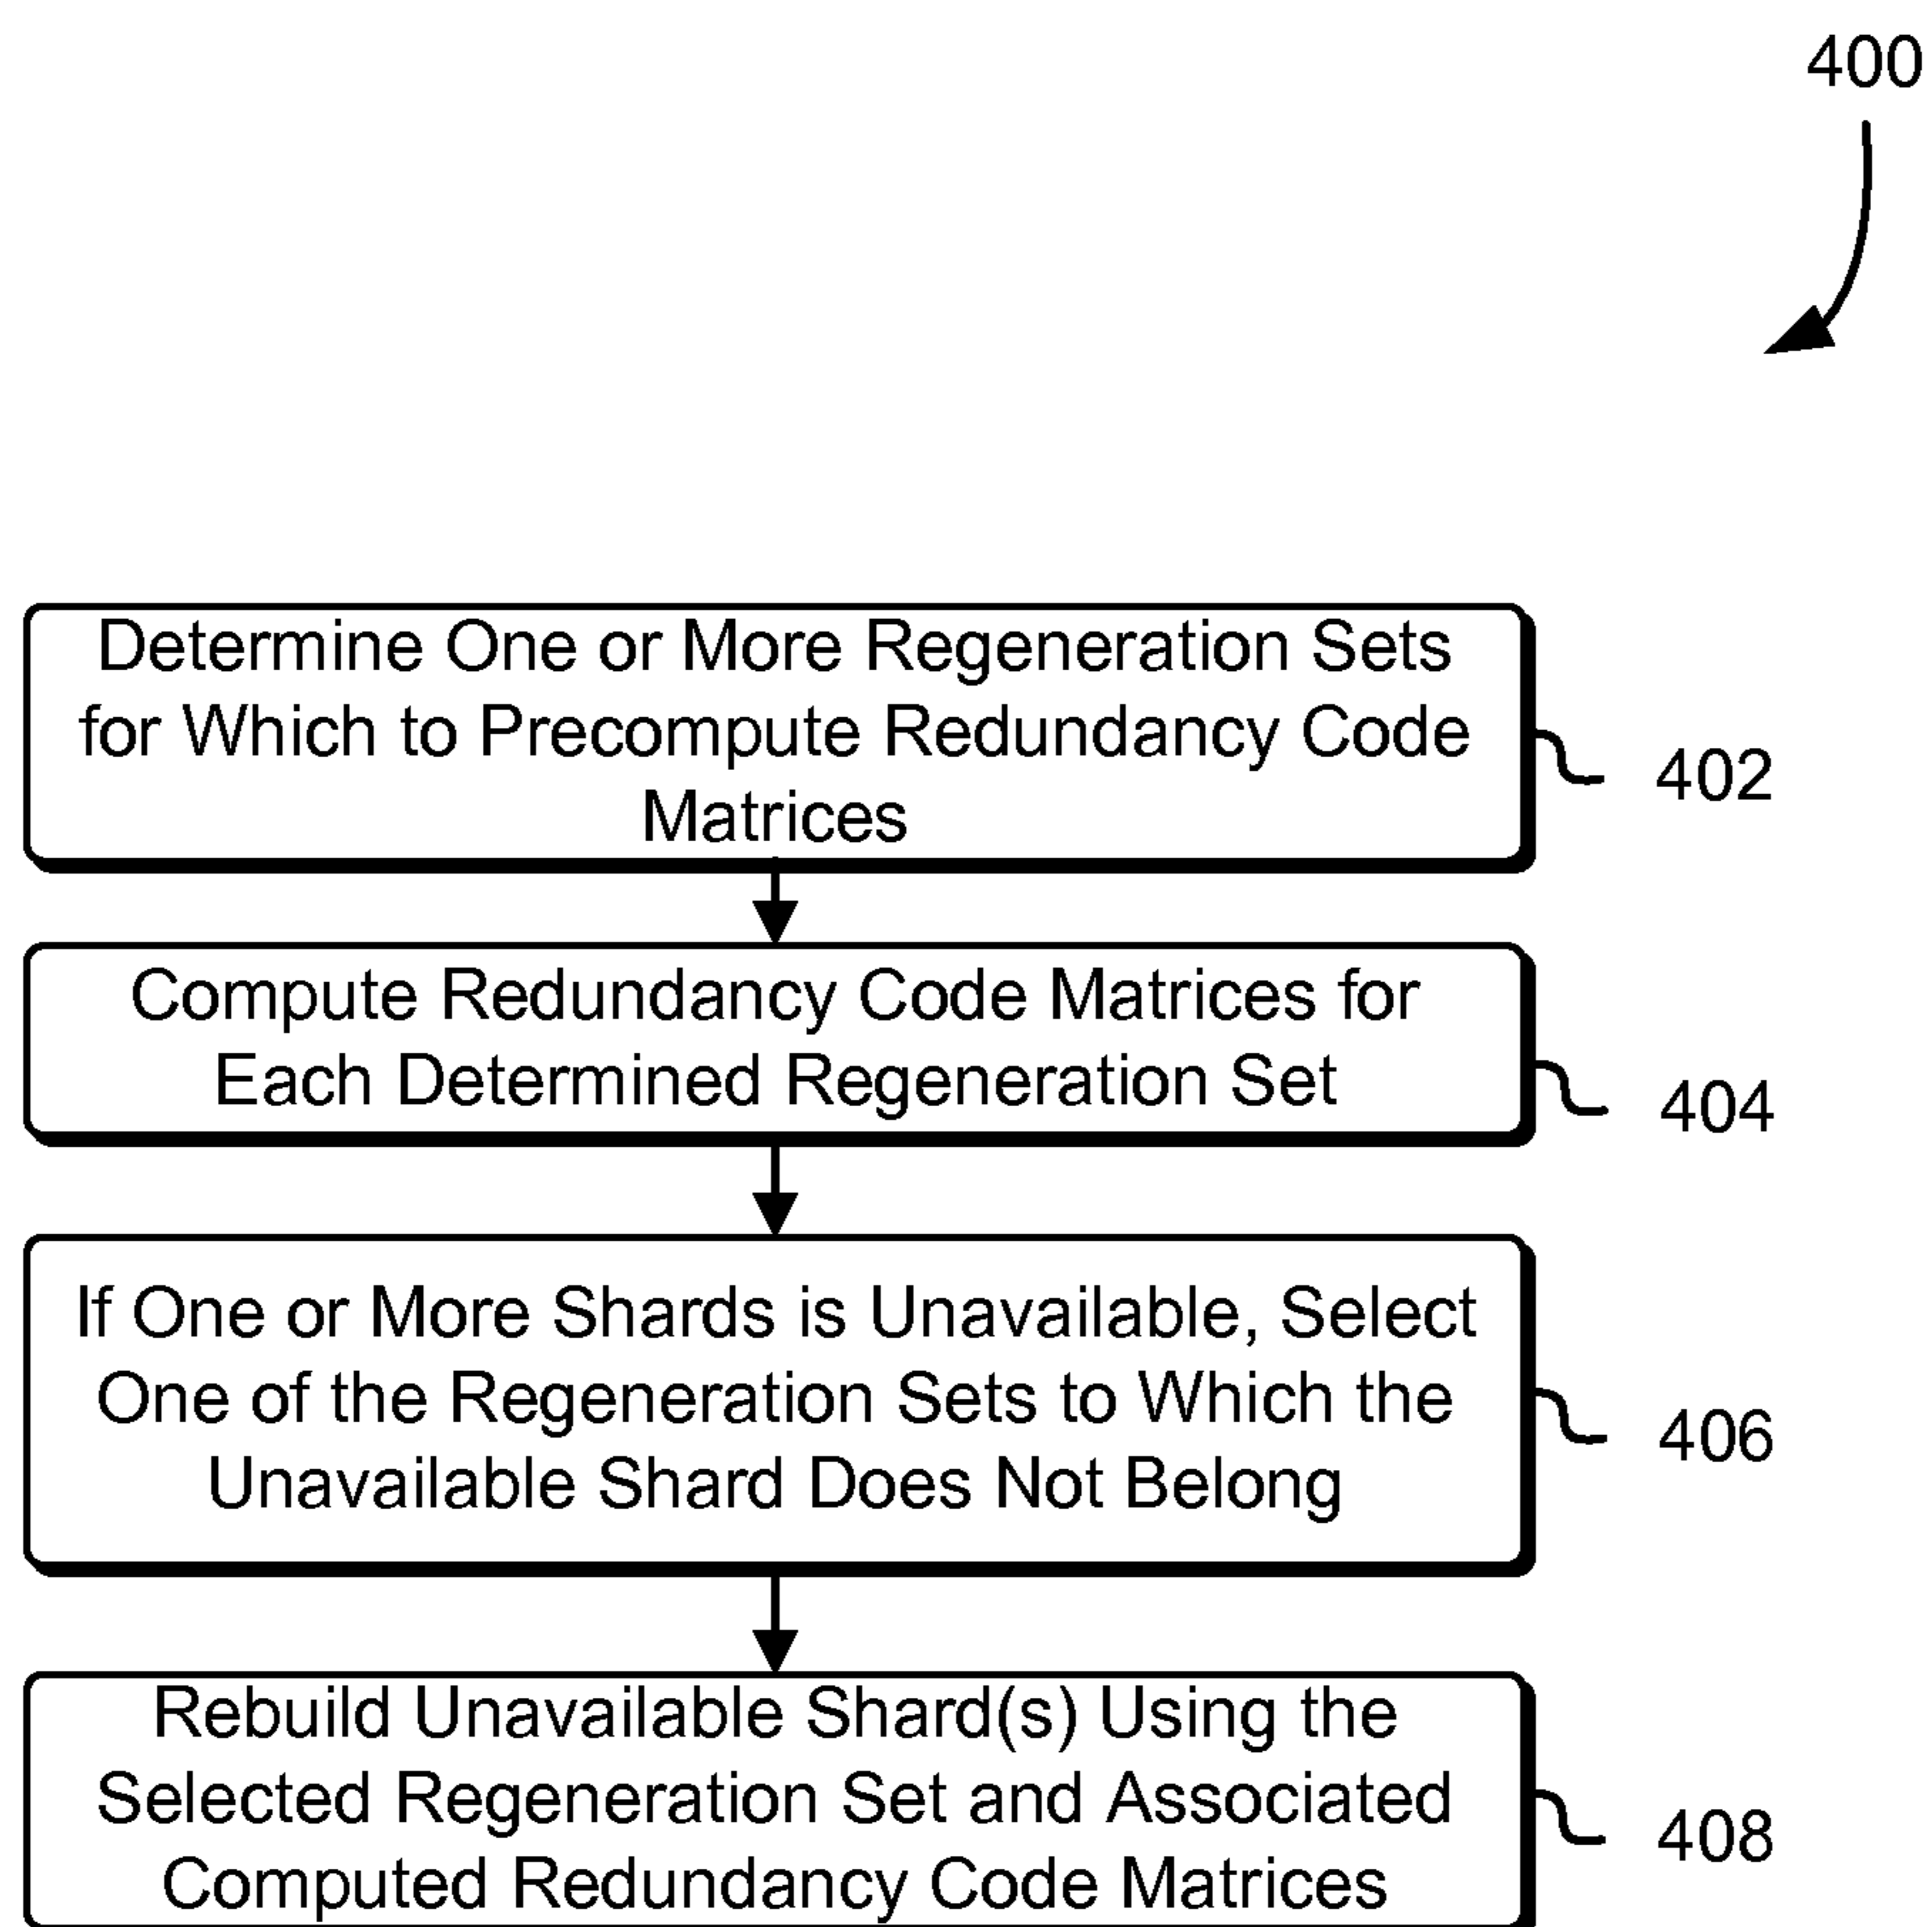 400
Determine One or More Regeneration Sets
for Which to Precompute Redundancy Code
Matrices
402
Compute Redundancy Code Matrices for
Each Determined Regeneration Set
404
If One or More Shards is Unavailable, Select
One of the Regeneration Sets to Which the
Unavailable Shard Does Not Belong
406
Rebuild Unavailable Shard(s) Using the
Selected Regeneration Set and Associated
Computed Redundancy Code Matrices
408